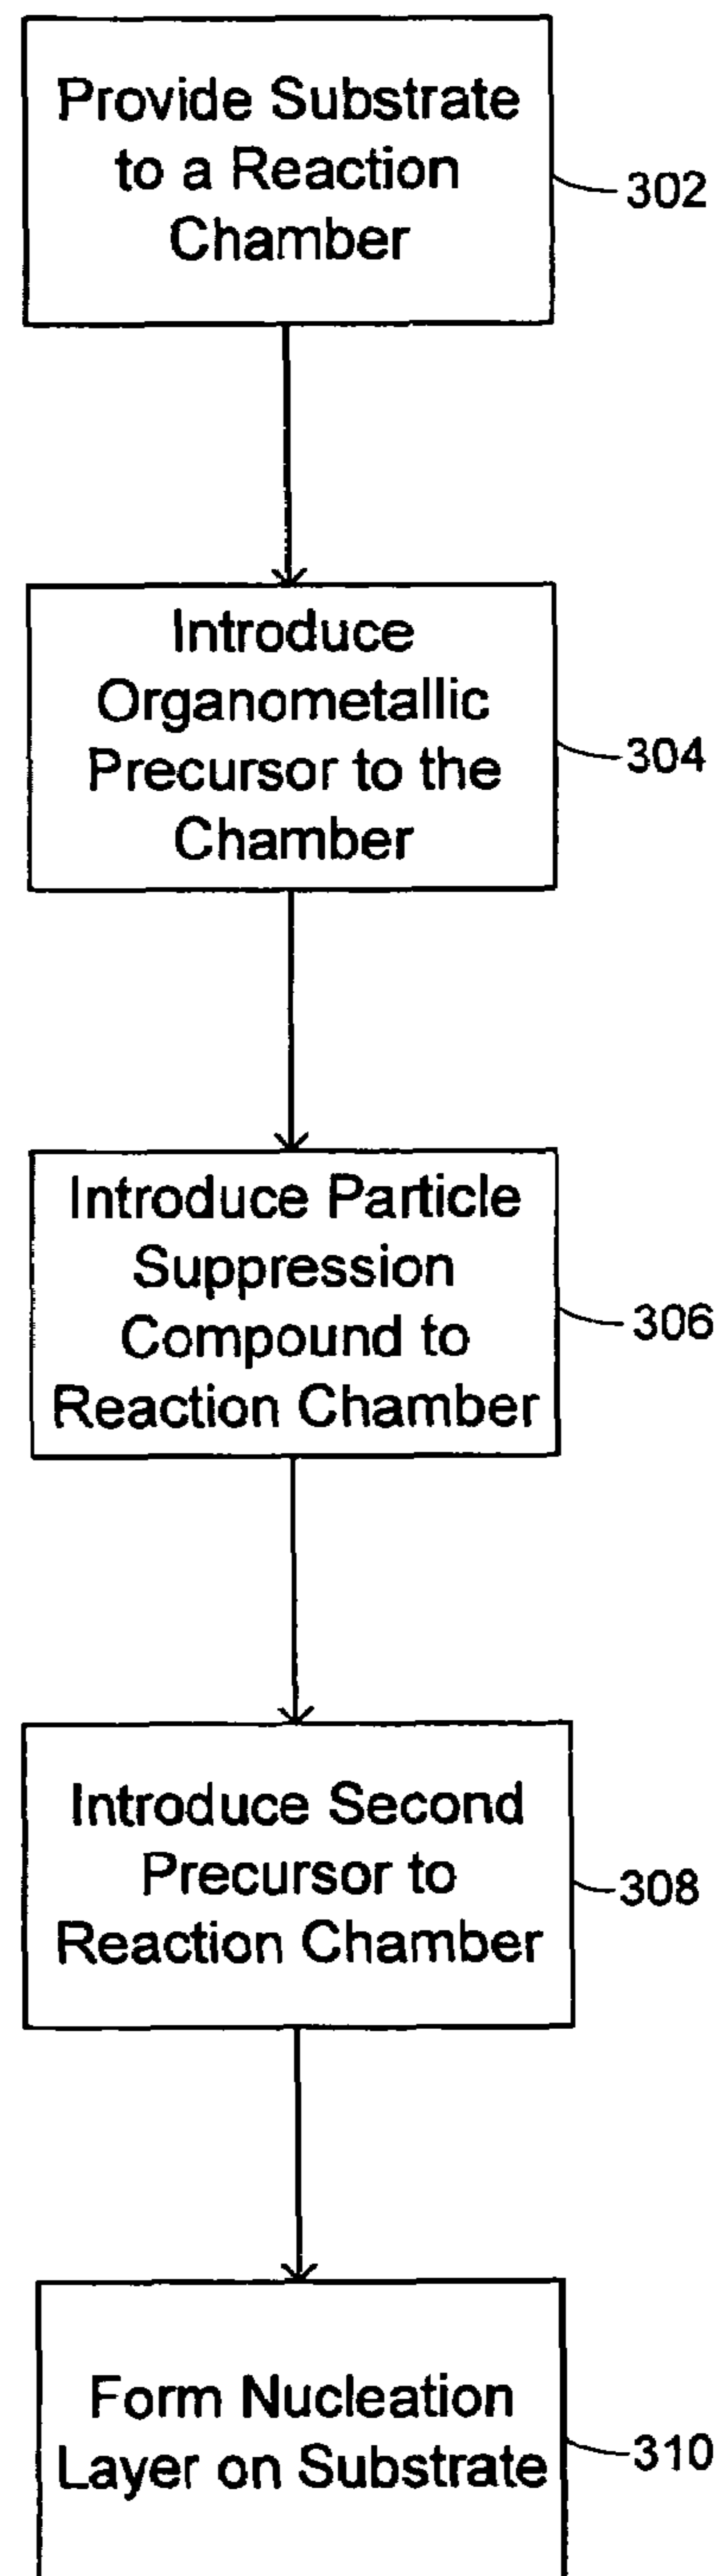 Provide Substrate
to a Reaction
Chamber
302
Introduce
Organometallic
Precursor to the
Chamber
304
Introduce Particle
Suppression
Compound to
Reaction Chamber
306
Introduce Second
Precursor to
Reaction Chamber
308
Form Nucleation
Layer on Substrate
310